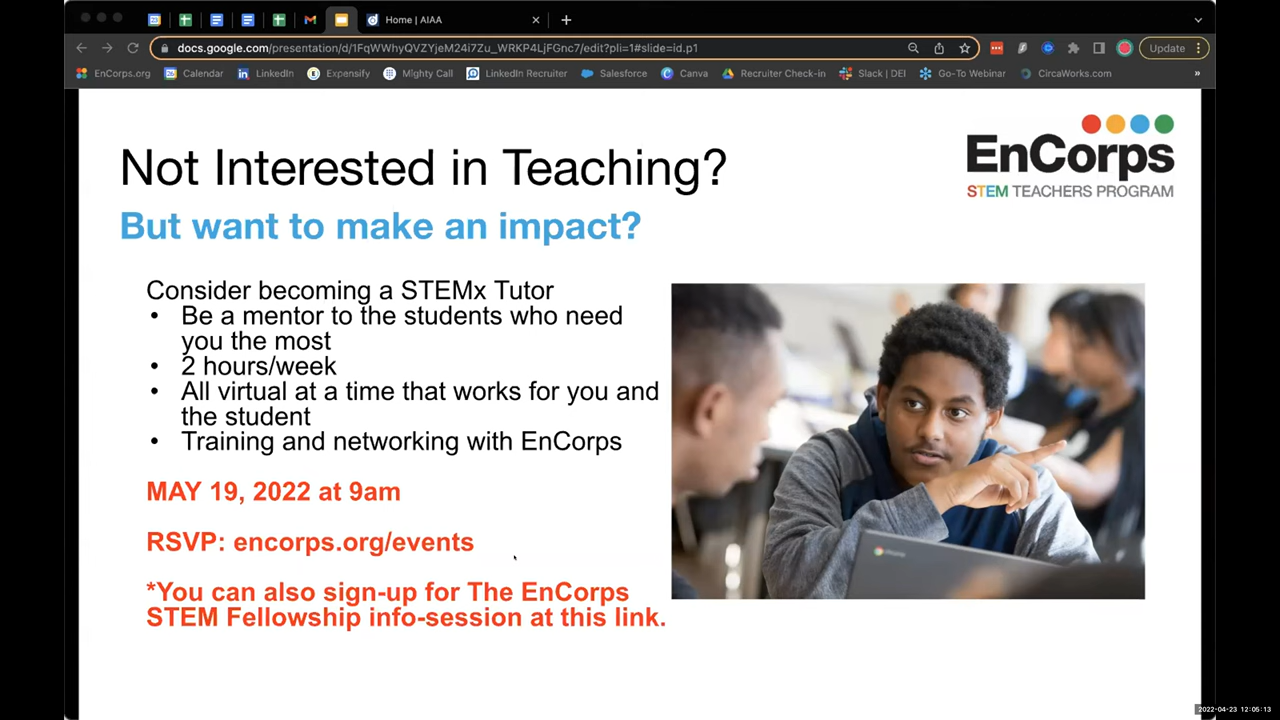 Home | AIAA
docs.google.com/presentation/d/1FqWWhyQVZYjeM24i7Zu_WRKP4LjFGnc7/edit?pli=1#slide=id.p1
Update
EnCorps.org Calendar LinkedIn Expensify Mighty Call LinkedIn Recruiter Salesforce Canva Recruiter Check-in Slack | DEI Go-To Webinar CircaWorks.com
Not Interested in Teaching?
EnCorps
STEM TEACHERS PROGRAM
But want to make an impact?
Consider becoming a STEMx Tutor
• Be a mentor to the students who need
you the most
• 2 hours/week
• All virtual at a time that works for you and
the student
• Training and networking with EnCorps
MAY 19, 2022 at 9am
RSVP: encorps.org/events
*You can also sign-up for The EnCorps
STEM Fellowship info-session at this link.
2022-04-23 12:05:13